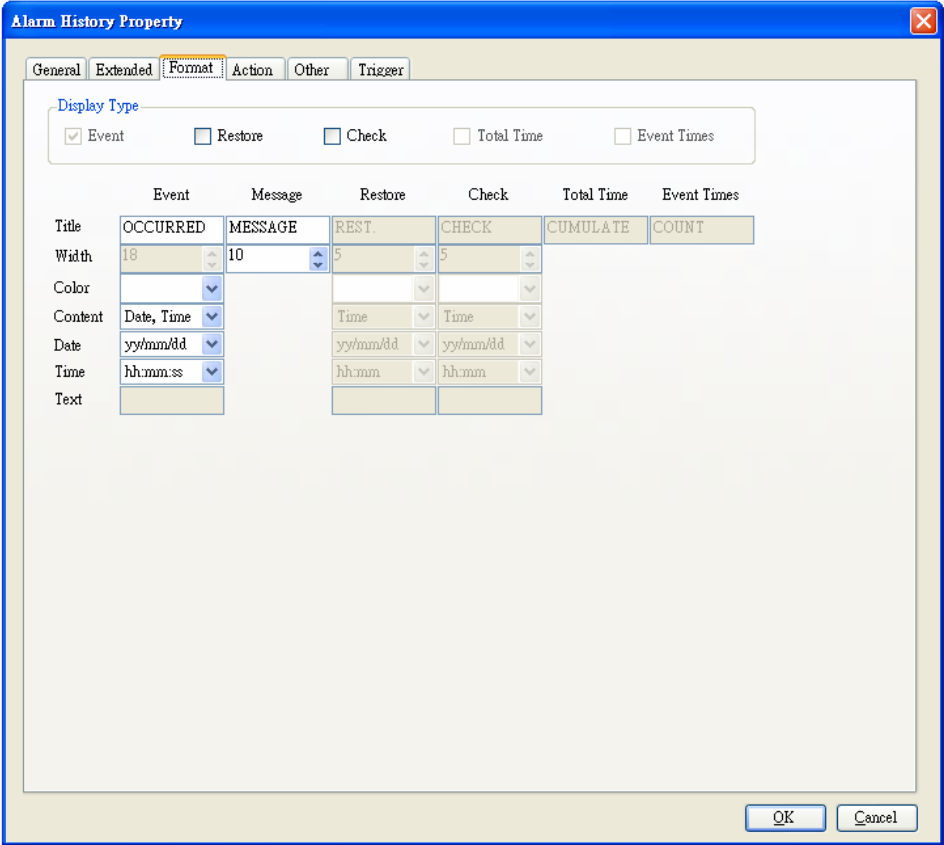 Alarm History Property
General Extended Format Action Other Trigger
Display Type
Event Restore Check Total Time Event Times
Event Message Restore Check Total Time Event Times
Title OCCURRED MESSAGE REST. CHECK CUMULATE COUNT
Width 18 10 5 5
Color
Content Date, Time Time Time
Date yy/mm/dd yy/mm/dd yy/mm/dd
Time hh:mm:ss hh:mm hh:mm
Text
OK Cancel